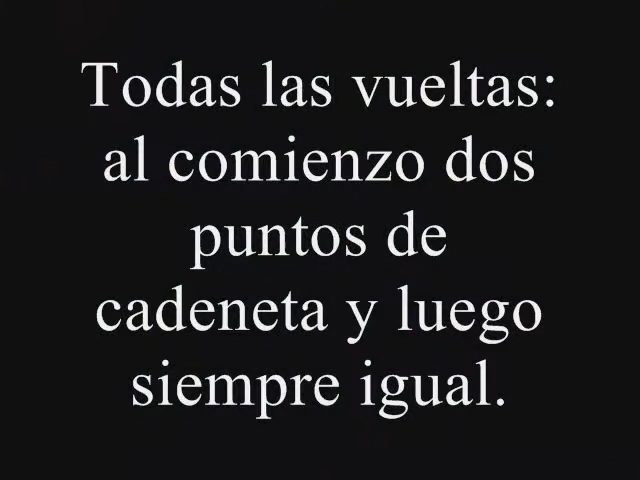 Todas las vueltas:
al comienzo dos
puntos de
cadeneta y luego
siempre igual.